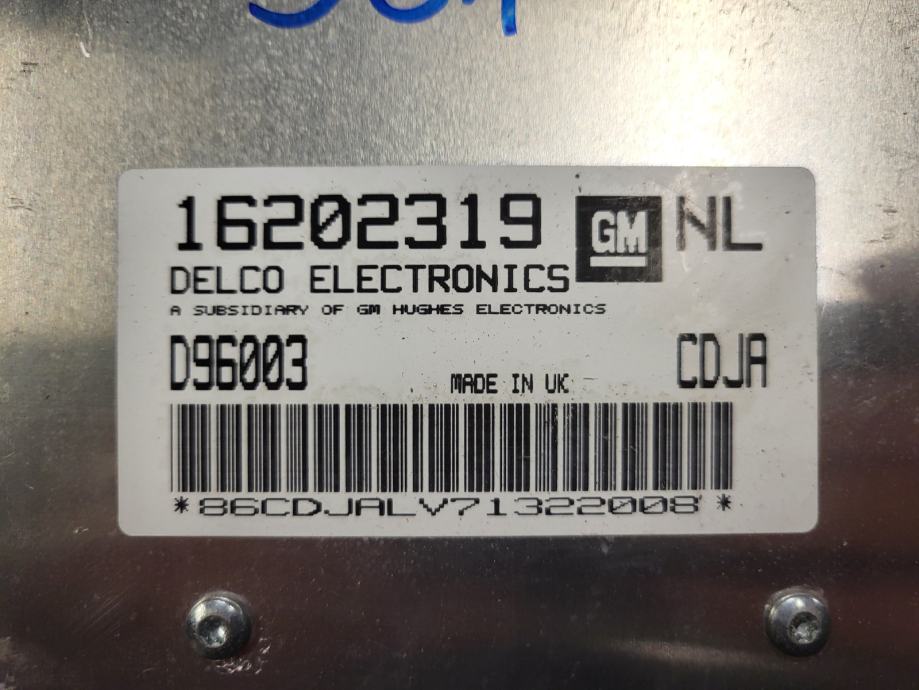 16202319 GM NL
DELCO ELECTRONICS
A SUBSIDIARY OF GM HUGHES ELECTRONICS
D96003 CDJA
MADE IN UK
*86CDJALV71322008*